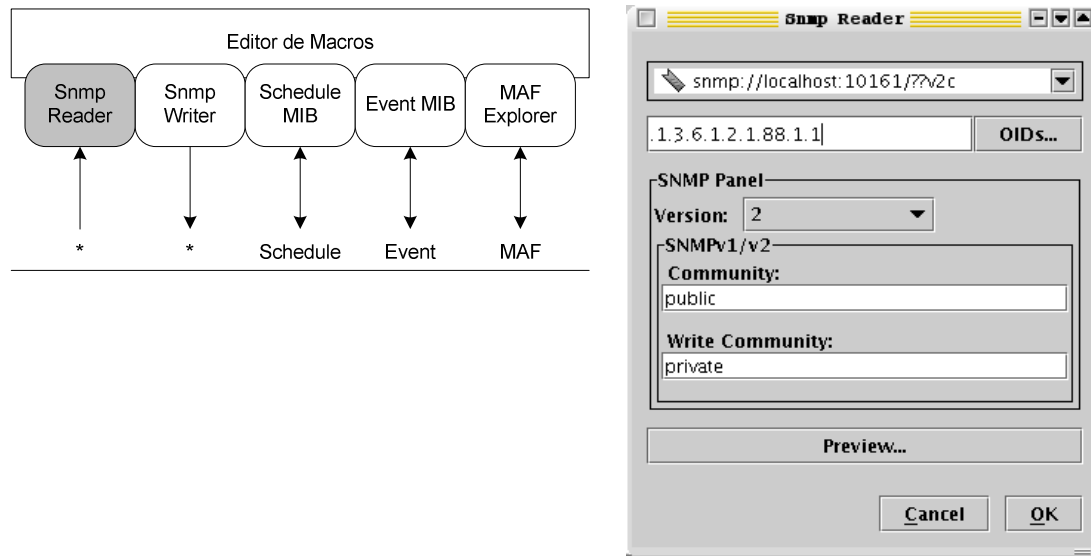 Editor de Macros
Snmp Reader
Snmp Writer
Schedule MIB
Event MIB
MAF Explorer
*
*
Schedule
Event
MAF
Snmp Reader
snmp://localhost:10161/??v2c
.1.3.6.1.2.1.88.1.1
OIDs...
SNMP Panel
Version: 2
SNMPv1/v2
Community:
public
Write Community:
private
Preview...
Cancel
OK